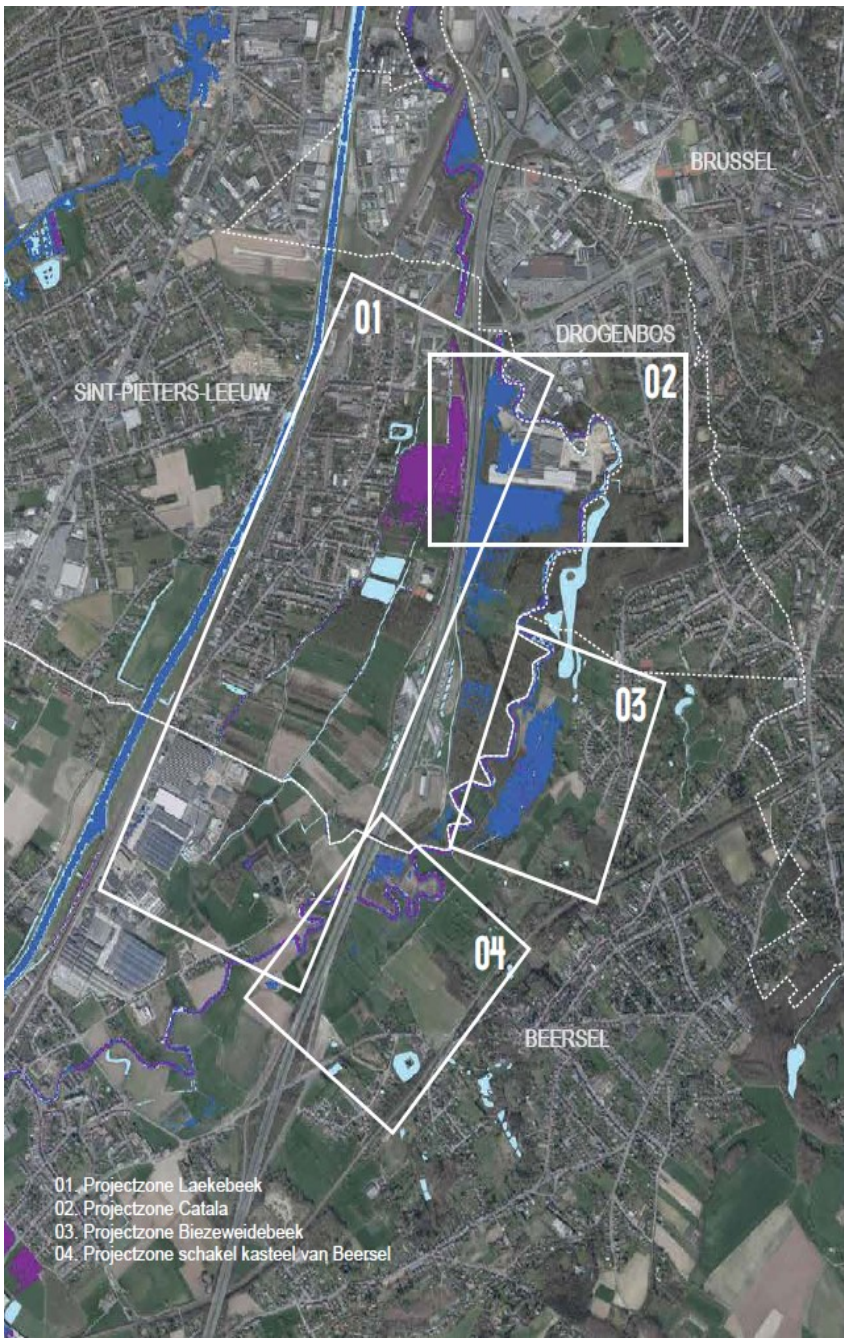 BRUSSEL
01
DROGENBOS
02
SINT-PIETERS-LEEUW
03
04
BEERSEL
01. Projectzone Laekebeek
02. Projectzone Catala
03. Projectzone Biezeweidebeek
04. Projectzone schakel kasteel van Beersel